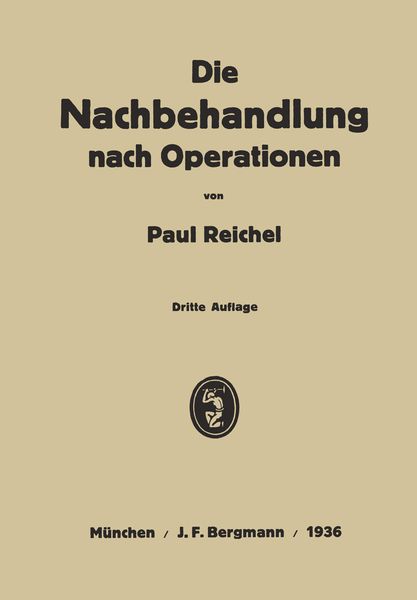 Die
Nachbehandlung
nach Operationen
von
Paul Reichel
Dritte Auflage
München / J. F. Bergmann / 1936